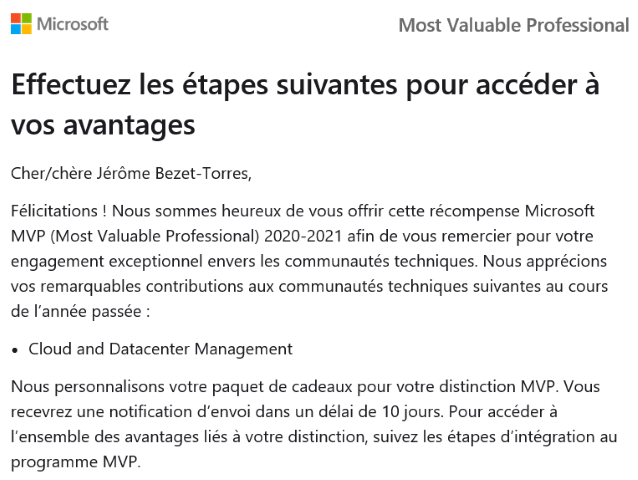 Microsoft
Most Valuable Professional
Effectuez les étapes suivantes pour accéder à
vos avantages
Cher/chère Jérôme Bezet-Torres,
Félicitations ! Nous sommes heureux de vous offrir cette récompense Microsoft
MVP (Most Valuable Professional) 2020-2021 afin de vous remercier pour votre
engagement exceptionnel envers les communautés techniques. Nous apprécions
vos remarquables contributions aux communautés techniques suivantes au cours
de l’année passée :
• Cloud and Datacenter Management
Nous personnalisons votre paquet de cadeaux pour votre distinction MVP. Vous
recevrez une notification d’envoi dans un délai de 10 jours. Pour accéder à
l’ensemble des avantages liés à votre distinction, suivez les étapes d’intégration au
programme MVP.